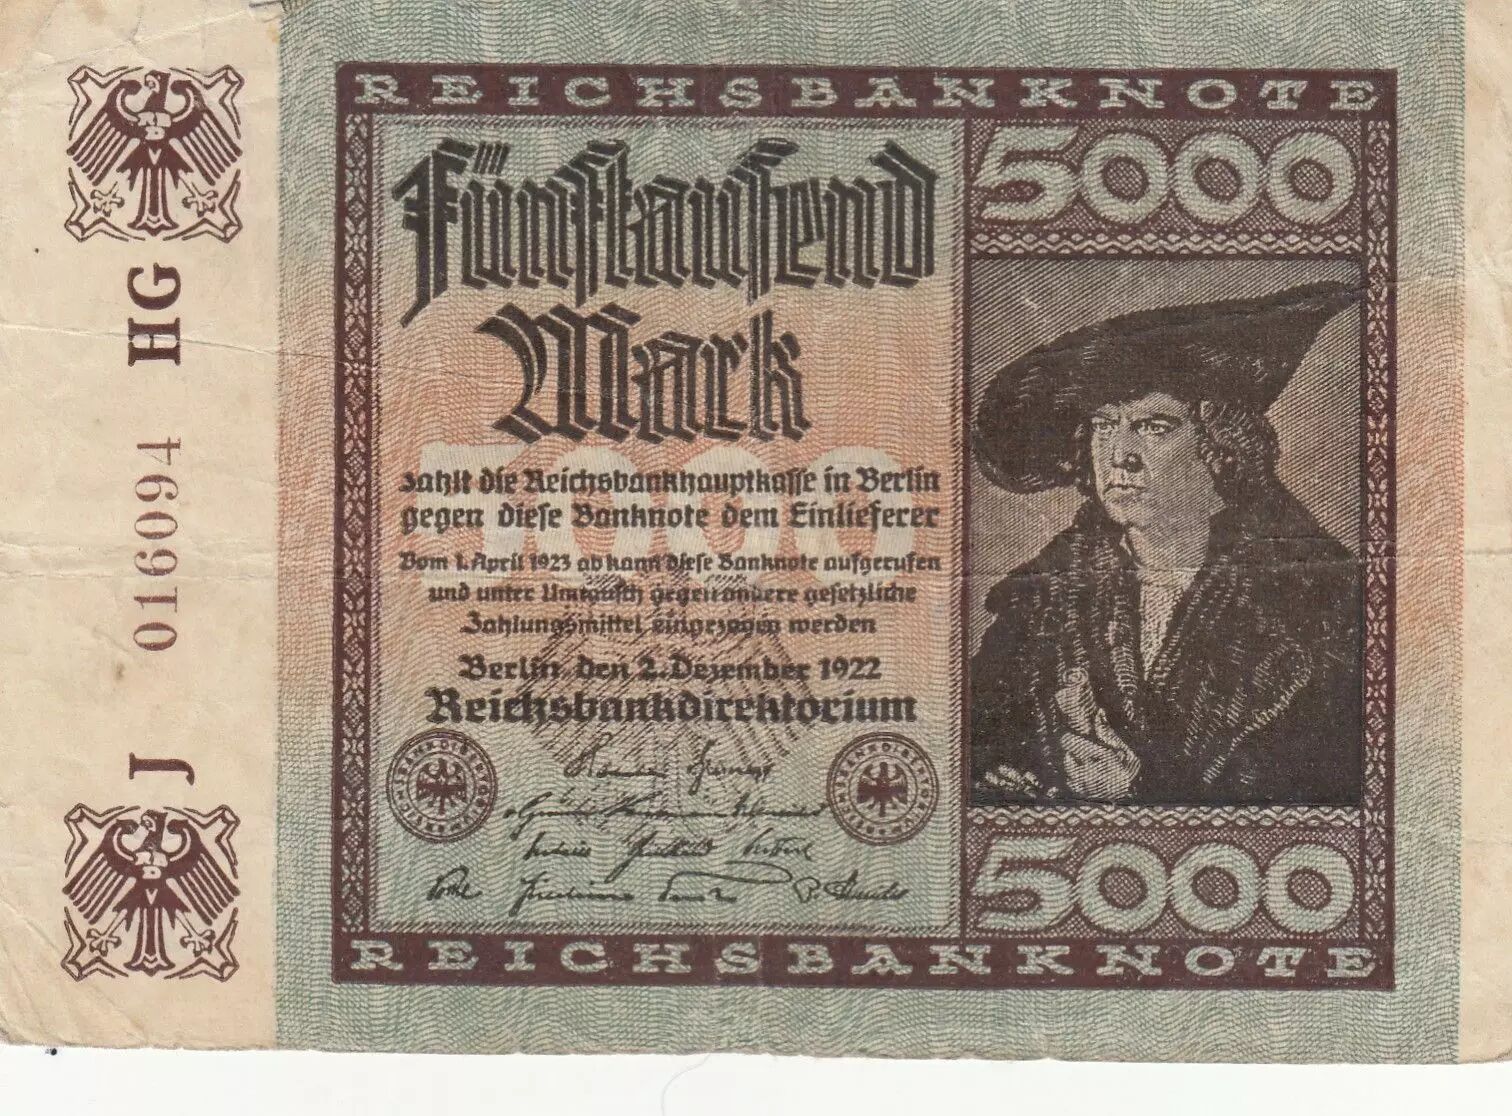 REICHSBANKNOTE
5000
Fünftausend
Mark
5000
zahlt die Reichsbankhauptkasse in Berlin
gegen diese Banknote dem Einlieferer
Vom 1. April 1923 ab kann diese Banknote aufgerufen
und unter Umtausch gegen andere gesetzliche
Zahlungsmittel eingezogen werden
Berlin, den 2. Dezember 1922
Reichsbankdirektorium
5000
REICHSBANKNOTE
J 016094 HG